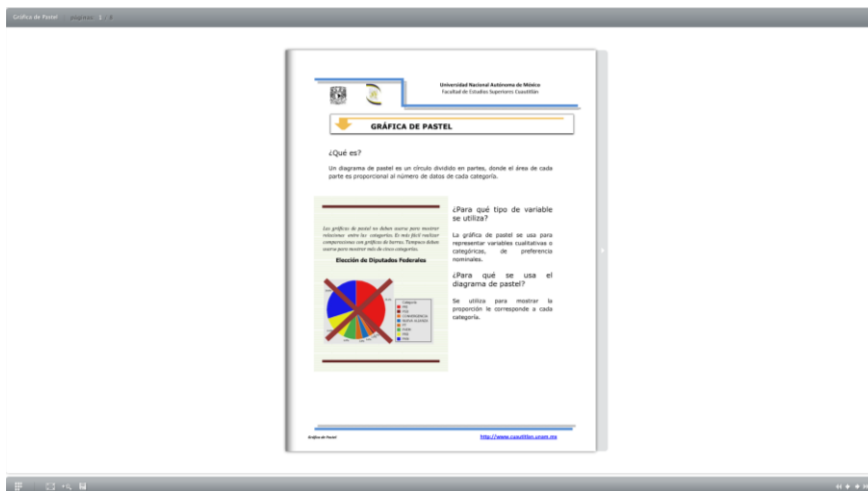 Gráfica de Pastel
Universidad Nacional Autónoma de México
Facultad de Estudios Superiores Cuautitlán
GRÁFICA DE PASTEL
¿Qué es?
Un diagrama de pastel es un círculo dividido en partes, donde el área de cada
parte es proporcional al número de datos de cada categoría.
Las gráficas de pastel no deben usarse para mostrar
relaciones entre las categorías. Es más fácil realizar
comparaciones con gráficas de barras. Tampoco deben
usarse para mostrar más de cinco categorías.
Elección de Diputados Federales
CONVERGENCIA
NUEVA ALIANZA
¿Para qué tipo de variable
se utiliza?
La gráfica de pastel se usa para
representar variables cualitativas o
categóricas, de preferencia
nominales.
¿Para qué se usa el
diagrama de pastel?
Se utiliza para mostrar la
proporción le corresponde a cada
categoría.
Gráfica de Pastel
http://www.cuautitlan.unam.mx